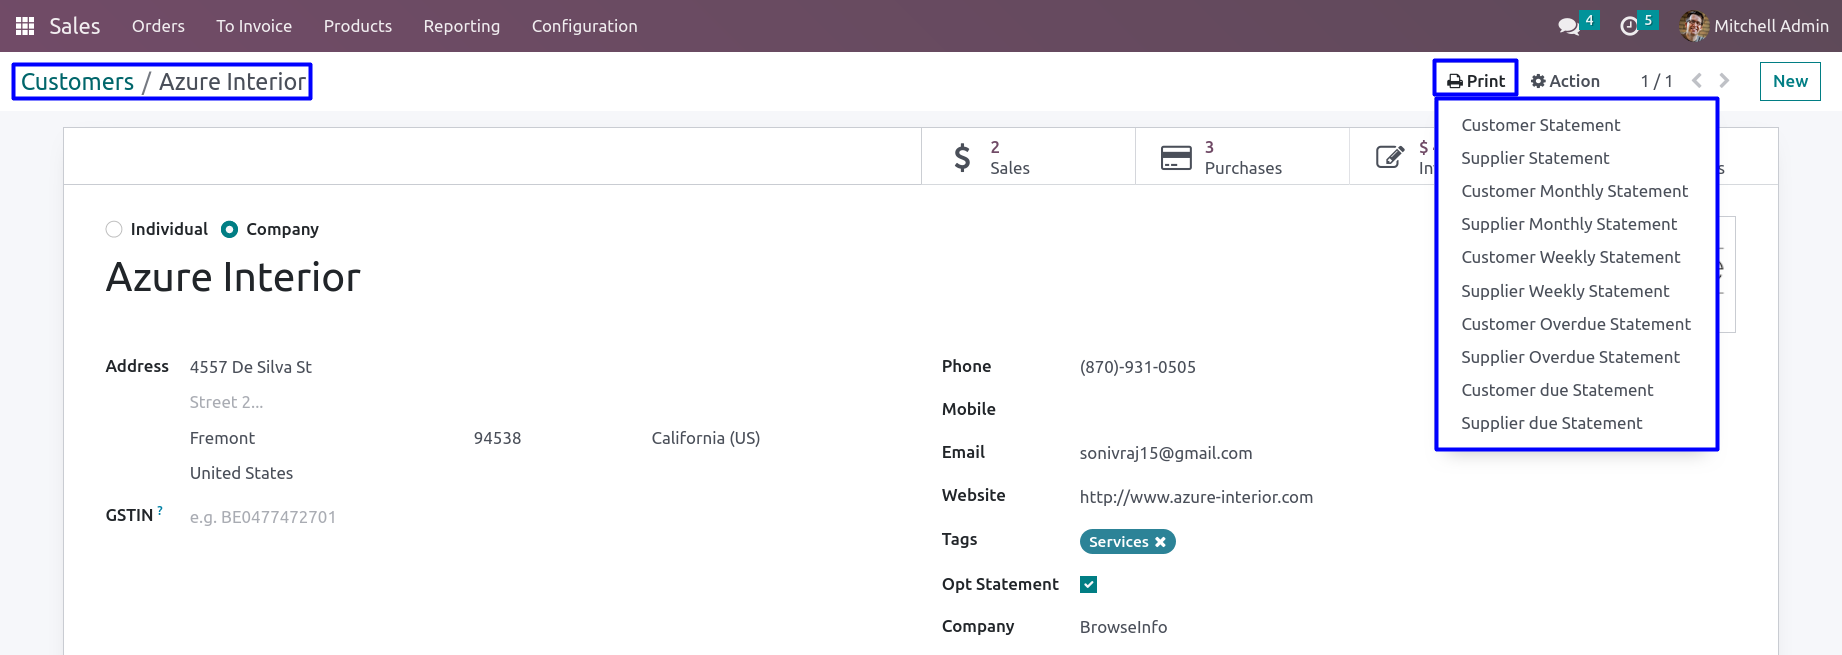 Sales Orders To Invoice Products Reporting Configuration 4 5 Mitchell Admin
Customers / Azure Interior Print Action 1 / 1 New
Customer Statement
Supplier Statement
Customer Monthly Statement
Supplier Monthly Statement
Customer Weekly Statement
Supplier Weekly Statement
Customer Overdue Statement
Supplier Overdue Statement
Customer due Statement
Supplier due Statement
$ 2 3 $
Sales Purchases
Individual Company
Azure Interior
Address 4557 De Silva St
Street 2...
Fremont 94538 California (US)
United States
GSTIN ? e.g. BE0477472701
Phone (870)-931-0505
Mobile
Email sonivraj15@gmail.com
Website http://www.azure-interior.com
Tags Services
Opt Statement
Company BrowseInfo